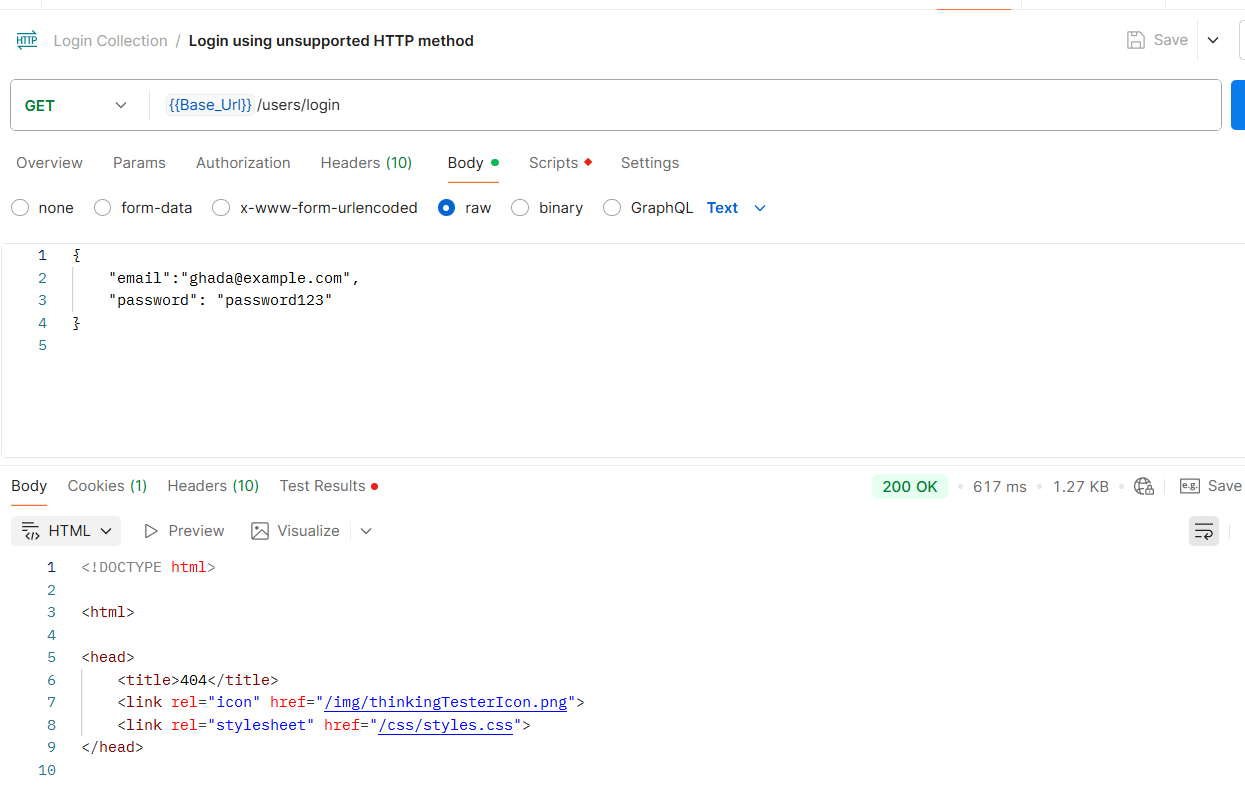 HTTP Login Collection / Login using unsupported HTTP method Save
GET {{Base_Url}} /users/login
Overview Params Authorization Headers (10) Body Scripts Settings
none form-data x-www-form-urlencoded raw binary GraphQL Text
1 {
2 "email":"ghada@example.com",
3 "password": "password123"
4 }
5
Body Cookies (1) Headers (10) Test Results 200 OK 617 ms 1.27 KB e.g. Save
HTML Preview Visualize
1 <!DOCTYPE html>
2
3 <html>
4
5 <head>
6 <title>404</title>
7 <link rel="icon" href="/img/thinkingTesterIcon.png">
8 <link rel="stylesheet" href="/css/styles.css">
9 </head>
10